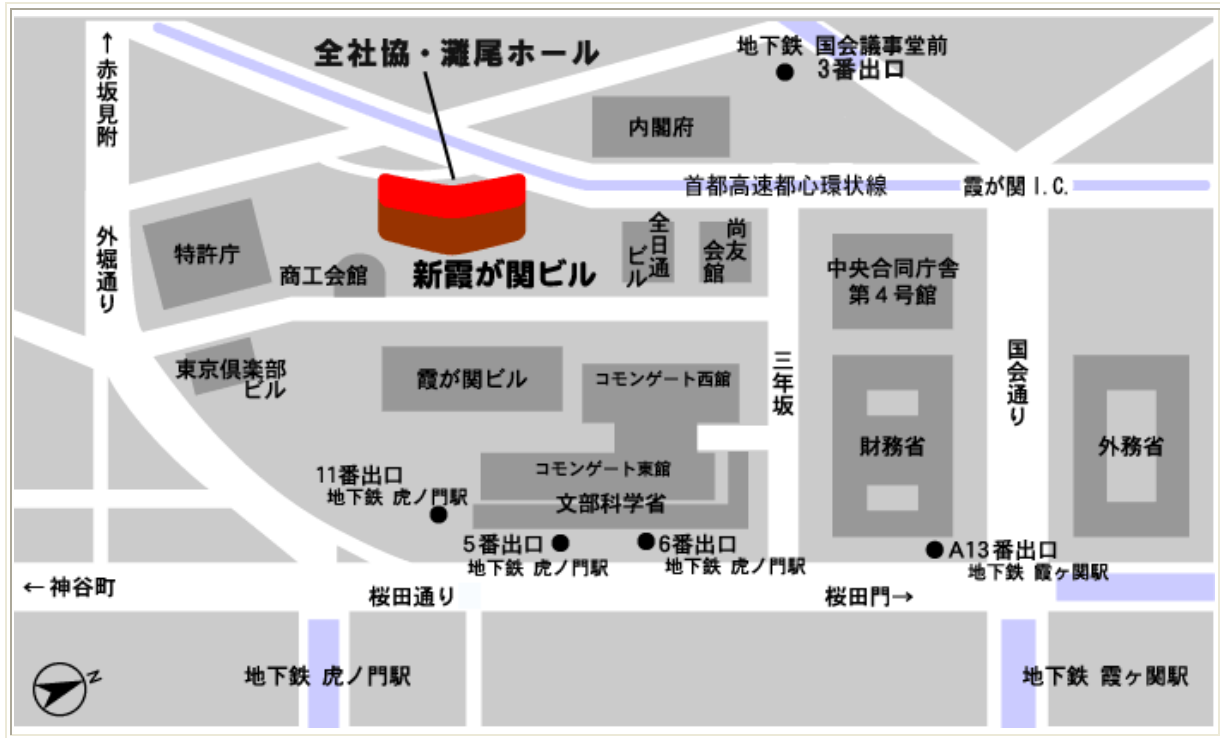 ↑赤坂見附
全社協・灘尾ホール
地下鉄 国会議事堂前
3番出口
内閣府
首都高速都心環状線
霞が関 I.C.
外堀通り
特許庁
商工会館
新霞が関ビル
全日通
ビル
尚友
会館
中央合同庁舎
第４号館
東京倶楽部
ビル
霞が関ビル
コモンゲート西館
三年坂
国会通り
財務省
外務省
コモンゲート東館
文部科学省
11番出口
地下鉄 虎ノ門駅
5番出口
地下鉄 虎ノ門駅
6番出口
地下鉄 虎ノ門駅
A13番出口
地下鉄 霞ヶ関駅
←神谷町
桜田通り
桜田門→
地下鉄 虎ノ門駅
地下鉄 霞ヶ関駅
N